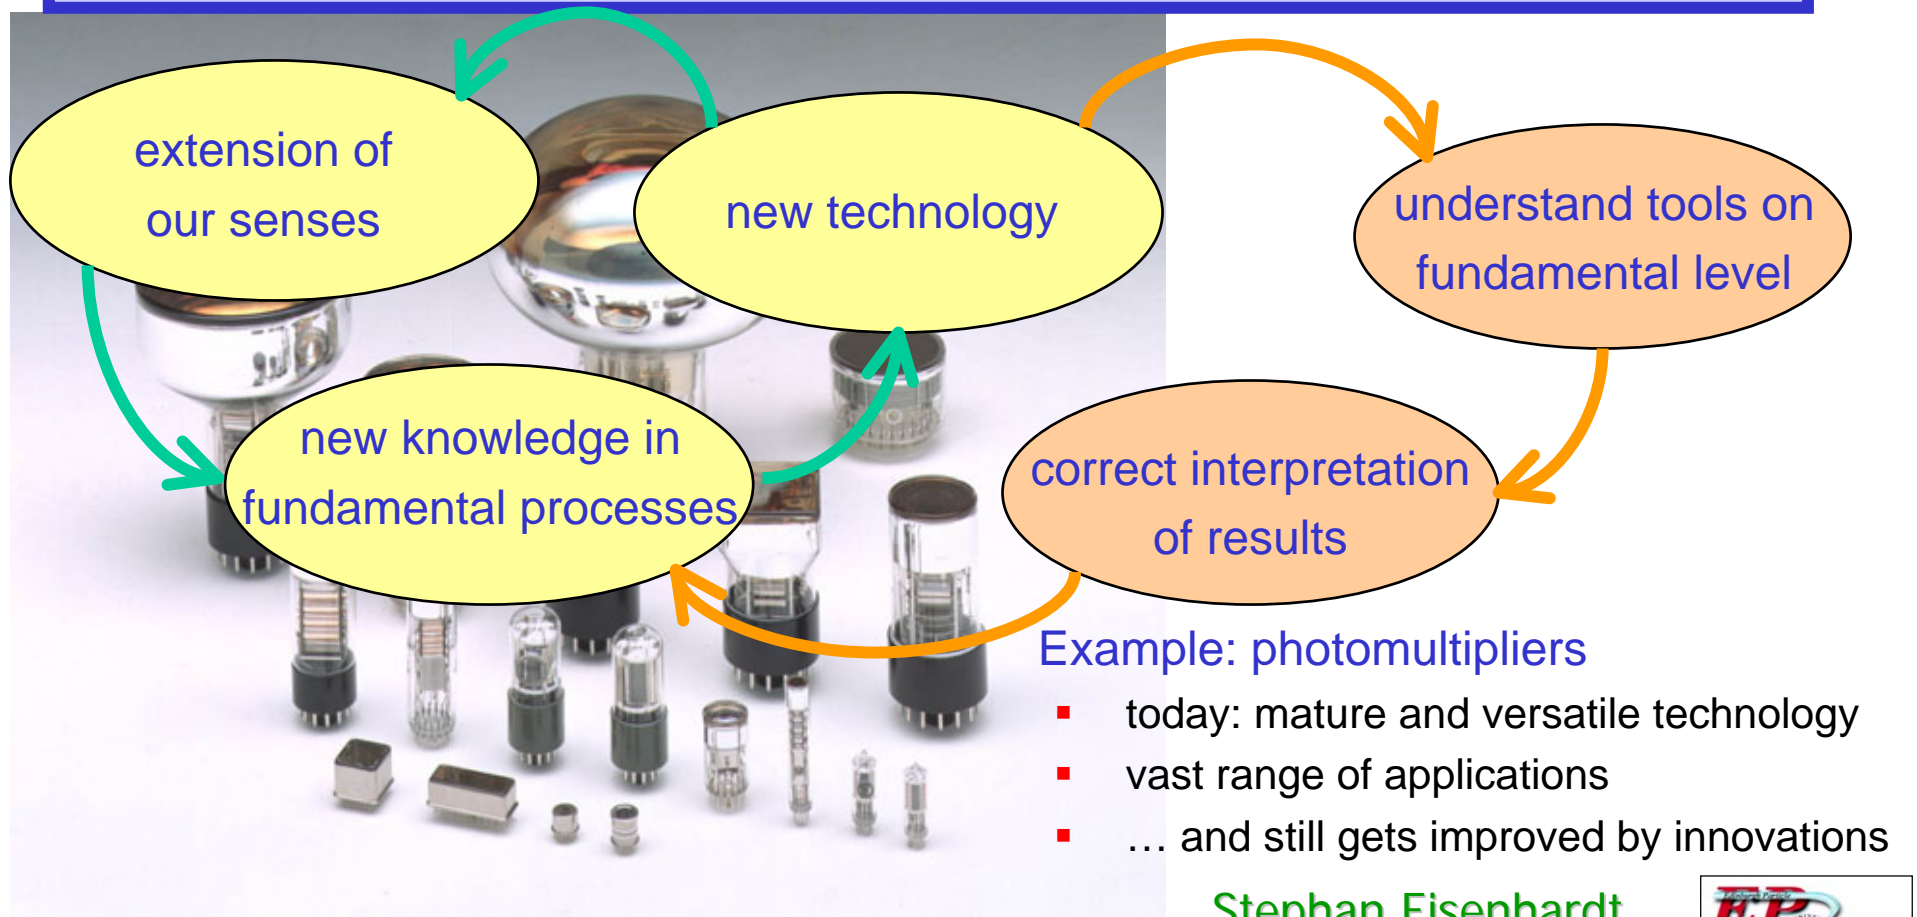 extension of
our senses
new technology
understand tools on
fundamental level
new knowledge in
fundamental processes
correct interpretation
of results
Example: photomultipliers
▪ today: mature and versatile technology
▪ vast range of applications
▪ … and still gets improved by innovations
Stephan Eisenhardt